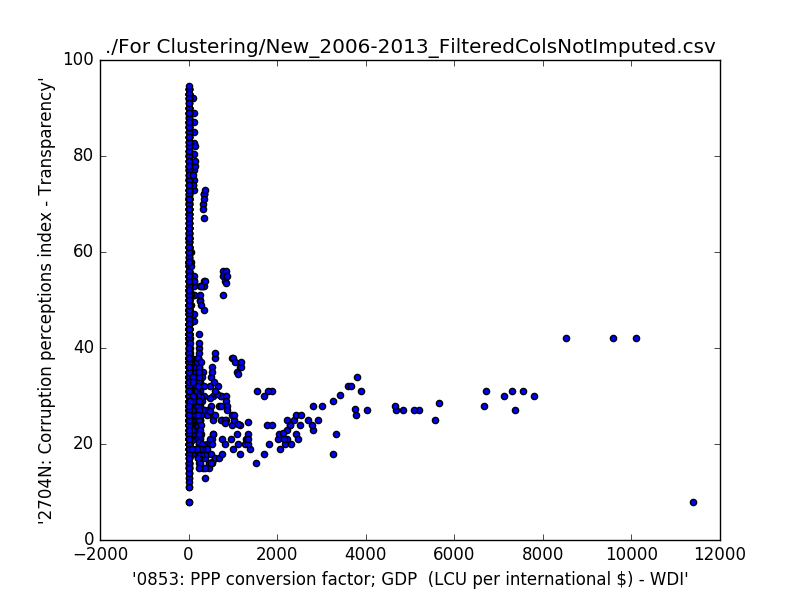 ./For Clustering/New_2006-2013_FilteredColsNotImputed.csv
100
80
60
40
20
0
'2704N: Corruption perceptions index - Transparency'
−2000 0 2000 4000 6000 8000 10000 12000
'0853: PPP conversion factor; GDP  (LCU per international $) - WDI'